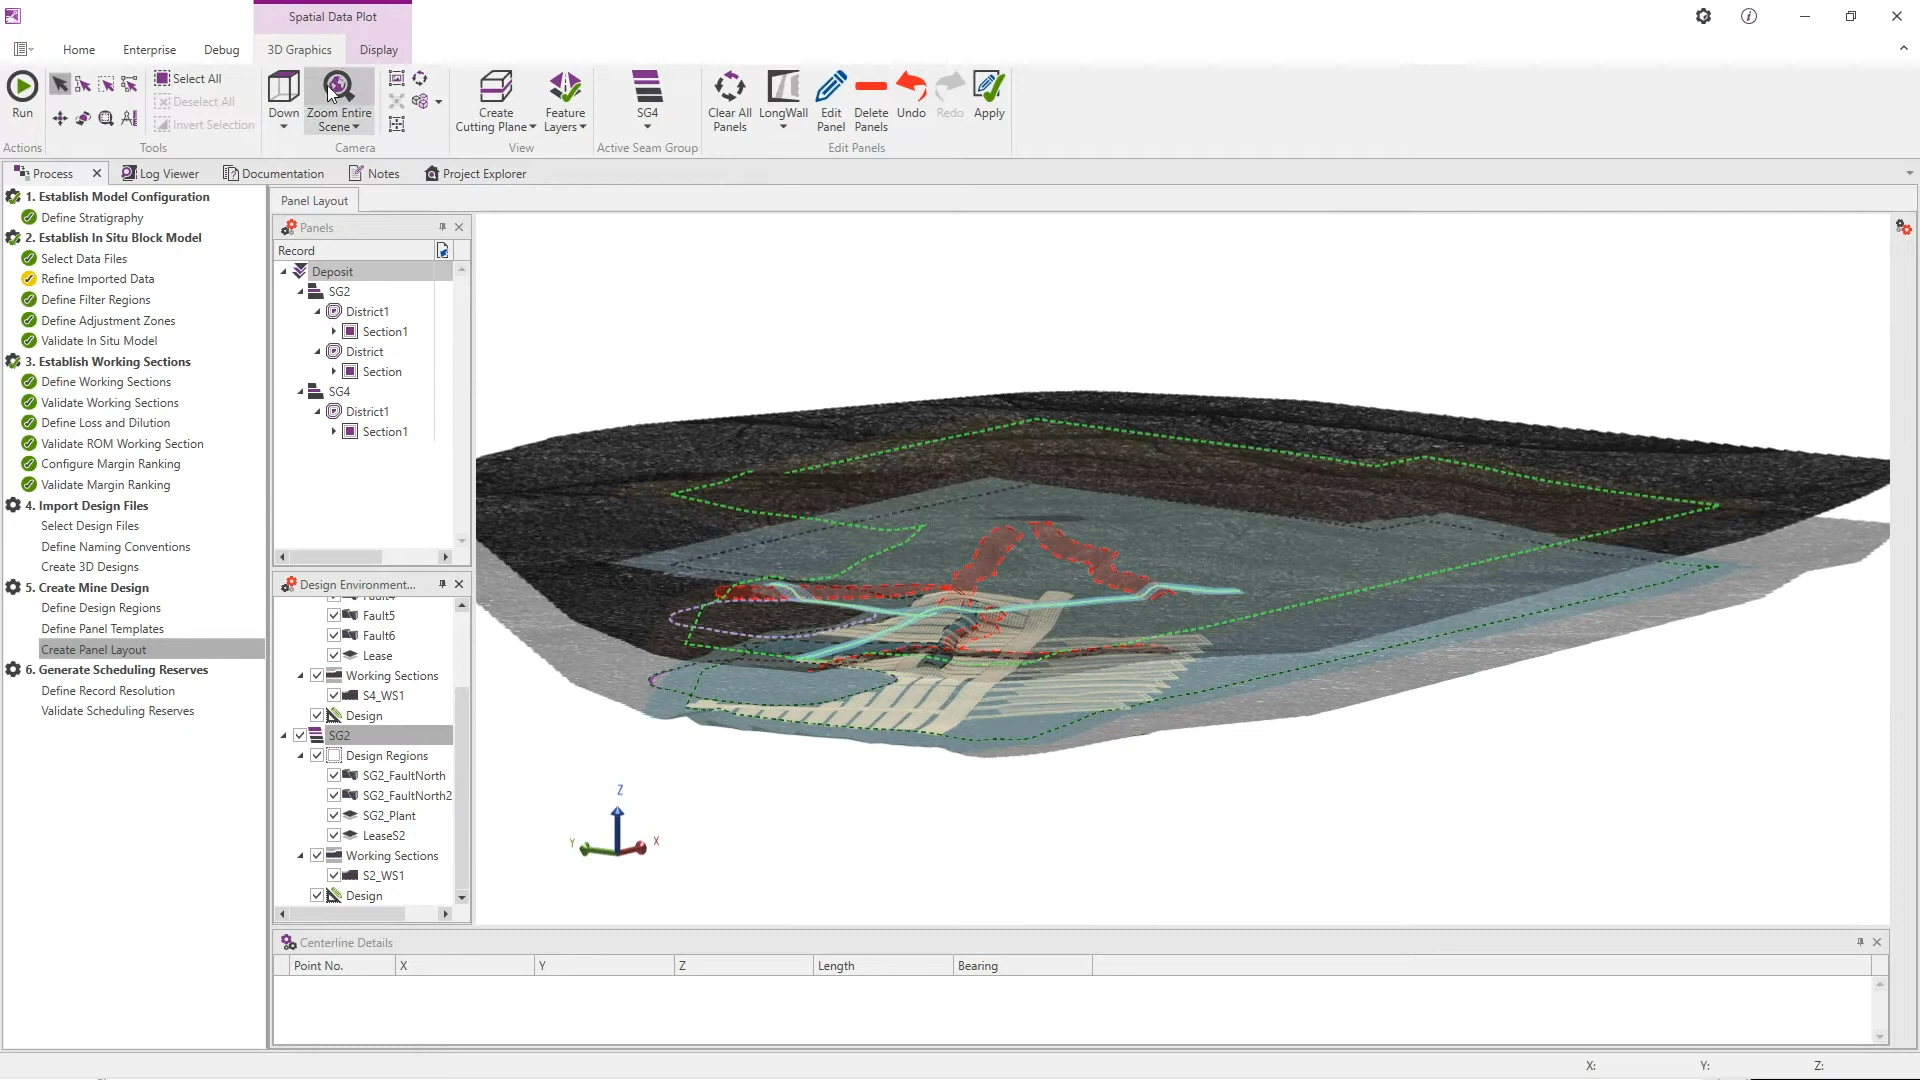 Spatial Data Plot
Home Enterprise Debug 3D Graphics Display
Run
Select All
Deselect All
Invert Selection
Down
Zoom Entire Scene
Create Cutting Plane
Feature Layers
SG4
Clear All Panels
LongWall
Edit Panel
Delete Panels
Undo
Redo
Apply
Actions Tools Camera View Active Seam Group Edit Panels
Process Log Viewer Documentation Notes Project Explorer
1. Establish Model Configuration
Define Stratigraphy
2. Establish In Situ Block Model
Select Data Files
Refine Imported Data
Define Filter Regions
Define Adjustment Zones
Validate In Situ Model
3. Establish Working Sections
Define Working Sections
Validate Working Sections
Define Loss and Dilution
Validate ROM Working Section
Configure Margin Ranking
Validate Margin Ranking
4. Import Design Files
Select Design Files
Define Naming Conventions
Create 3D Designs
5. Create Mine Design
Define Design Regions
Define Panel Templates
Create Panel Layout
6. Generate Scheduling Reserves
Define Record Resolution
Validate Scheduling Reserves
Panel Layout
Panels
Record
Deposit
SG2
District1
Section1
District
Section
SG4
District1
Section1
Design Environment...
Fault4
Fault5
Fault6
Lease
Working Sections
S4_WS1
Design
SG2
Design Regions
SG2_FaultNorth
SG2_FaultNorth2
SG2_Plant
LeaseS2
Working Sections
S2_WS1
Design
Z
Y X
Centerline Details
Point No. X Y Z Length Bearing
X: Y: Z: